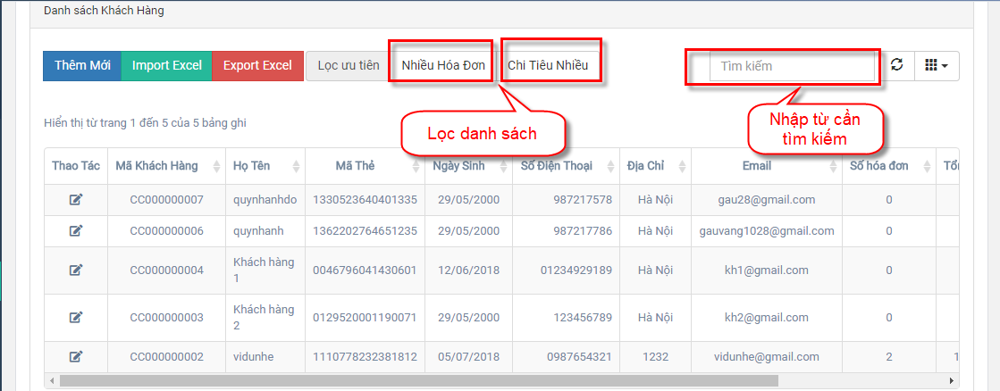 Danh sách Khách Hàng
Thêm Mới Import Excel Export Excel Lọc ưu tiên Nhiều Hóa Đơn Chi Tiêu Nhiều Tìm kiếm
Hiển thị từ trang 1 đến 5 của 5 bảng ghi
Lọc danh sách
Nhập từ cần
tìm kiếm
Thao Tác Mã Khách Hàng Họ Tên Mã Thẻ Ngày Sinh Số Điện Thoại Địa Chỉ Email Số hóa đơn
CC000000007 quynhanhdo 1330523640401335 29/05/2000 987217578 Hà Nội gau28@gmail.com 0
CC000000006 quynhanh 1362202764651235 29/05/2000 987217786 Hà Nội gauvang1028@gmail.com 0
CC000000004 Khách hàng 1 0046796041430601 12/06/2018 01234929189 Hà Nội kh1@gmail.com 0
CC000000003 Khách hàng 2 0129520001190071 29/05/2000 123456789 Hà Nội kh2@gmail.com 0
CC000000002 vidunhe 1110778232381812 05/07/2018 0987654321 1232 vidunhe@gmail.com 2